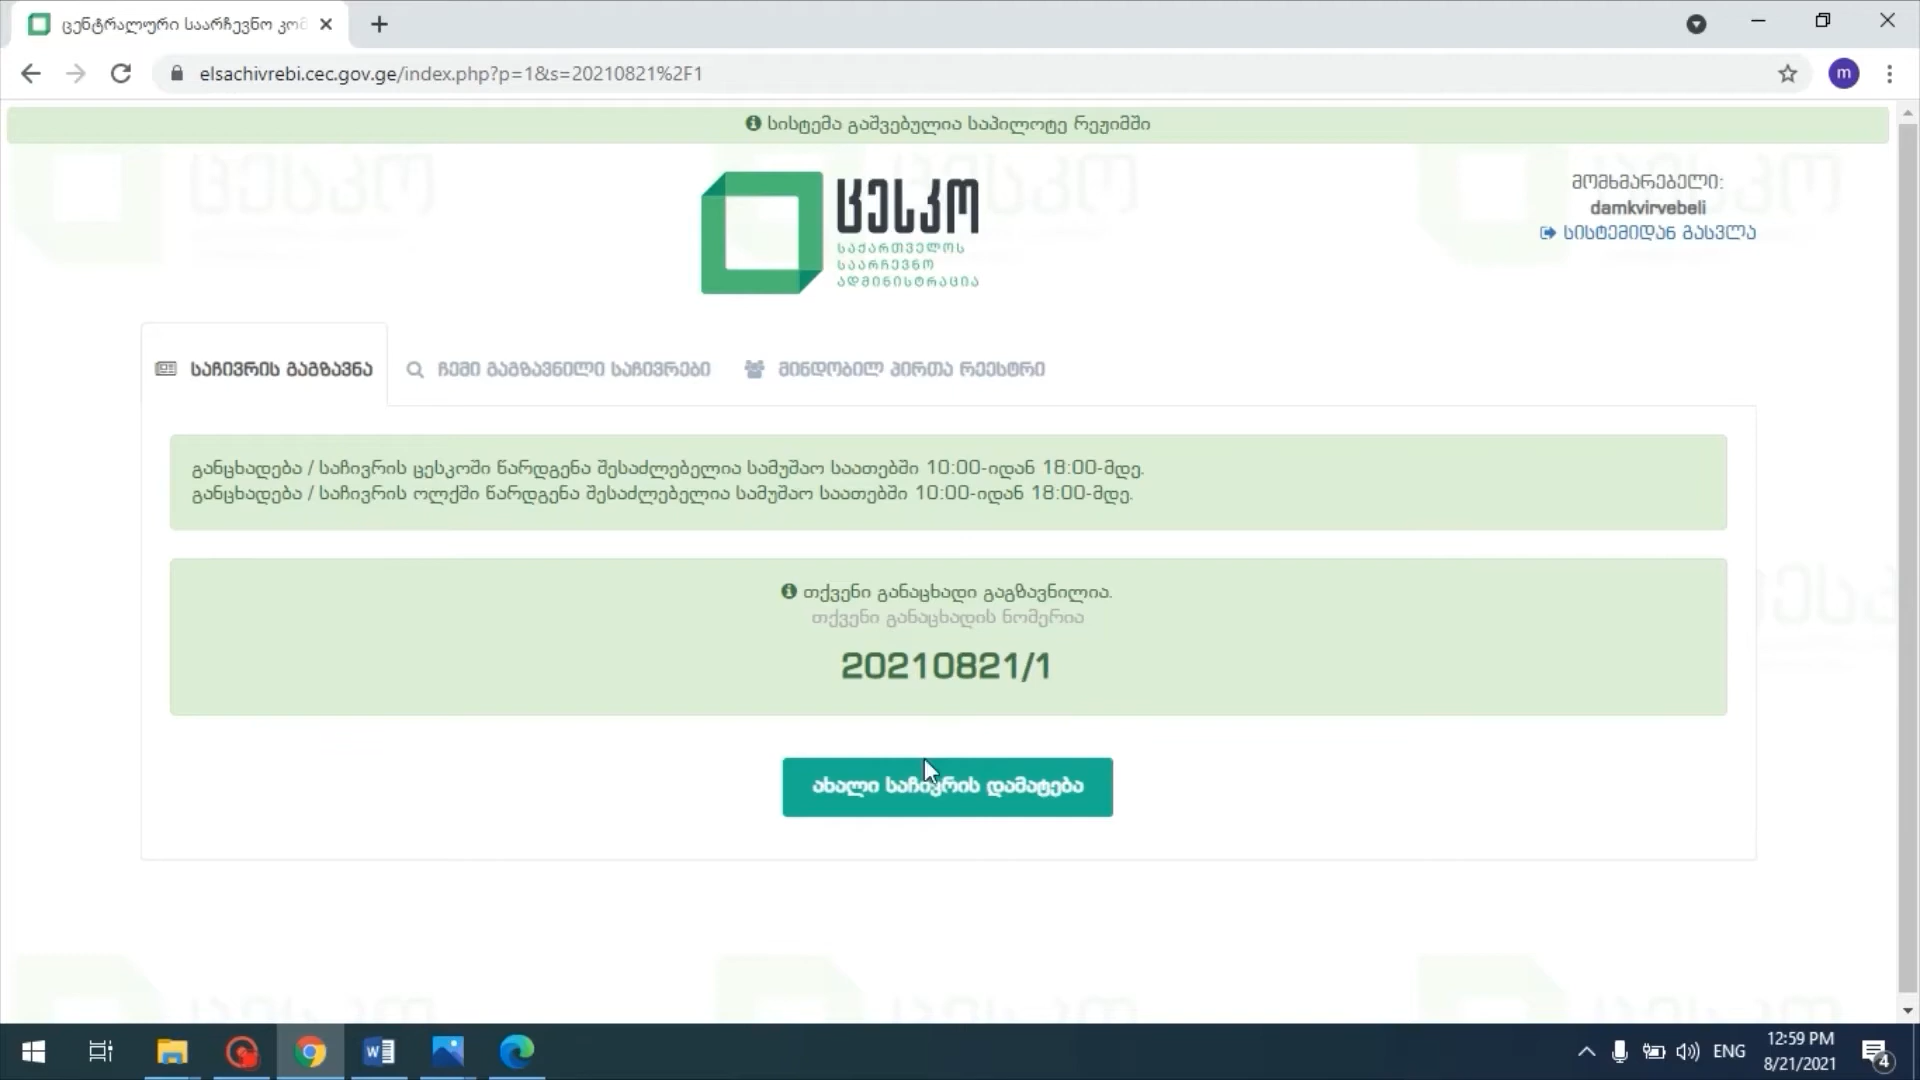 ცენტრალური საარჩევნო კომ
elsachivrebi.cec.gov.ge/index.php?p=1&s=20210821%2F1
m
სისტემა გაშვებულია საპილოტე რეჟიმში
ცესკო
საქართველოს
საარჩევნო
ადმინისტრაცია
მომხმარებელი:
damkvirvebeli
სისტემიდან გასვლა
საჩივრის გაგზავნა
ჩემი გაგზავნილი საჩივრები
მინდობილ პირთა რეესტრი
განცხადება / საჩივრის ცესკოში წარდგენა შესაძლებელია სამუშაო საათებში 10:00-იდან 18:00-მდე.
განცხადება / საჩივრის ოლქში წარდგენა შესაძლებელია სამუშაო საათებში 10:00-იდან 18:00-მდე.
თქვენი განაცხადი გაგზავნილია.
თქვენი განაცხადის ნომერია
20210821/1
ახალი საჩივრის დამატება
ENG
12:59 PM
8/21/2021
4